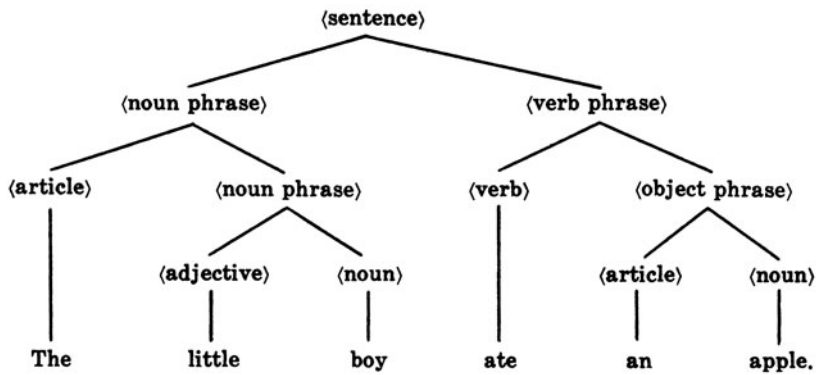 ⟨sentence⟩
⟨noun phrase⟩ ⟨verb phrase⟩
⟨article⟩ ⟨noun phrase⟩ ⟨verb⟩ ⟨object phrase⟩
⟨adjective⟩ ⟨noun⟩ ⟨article⟩ ⟨noun⟩
The little boy ate an apple.